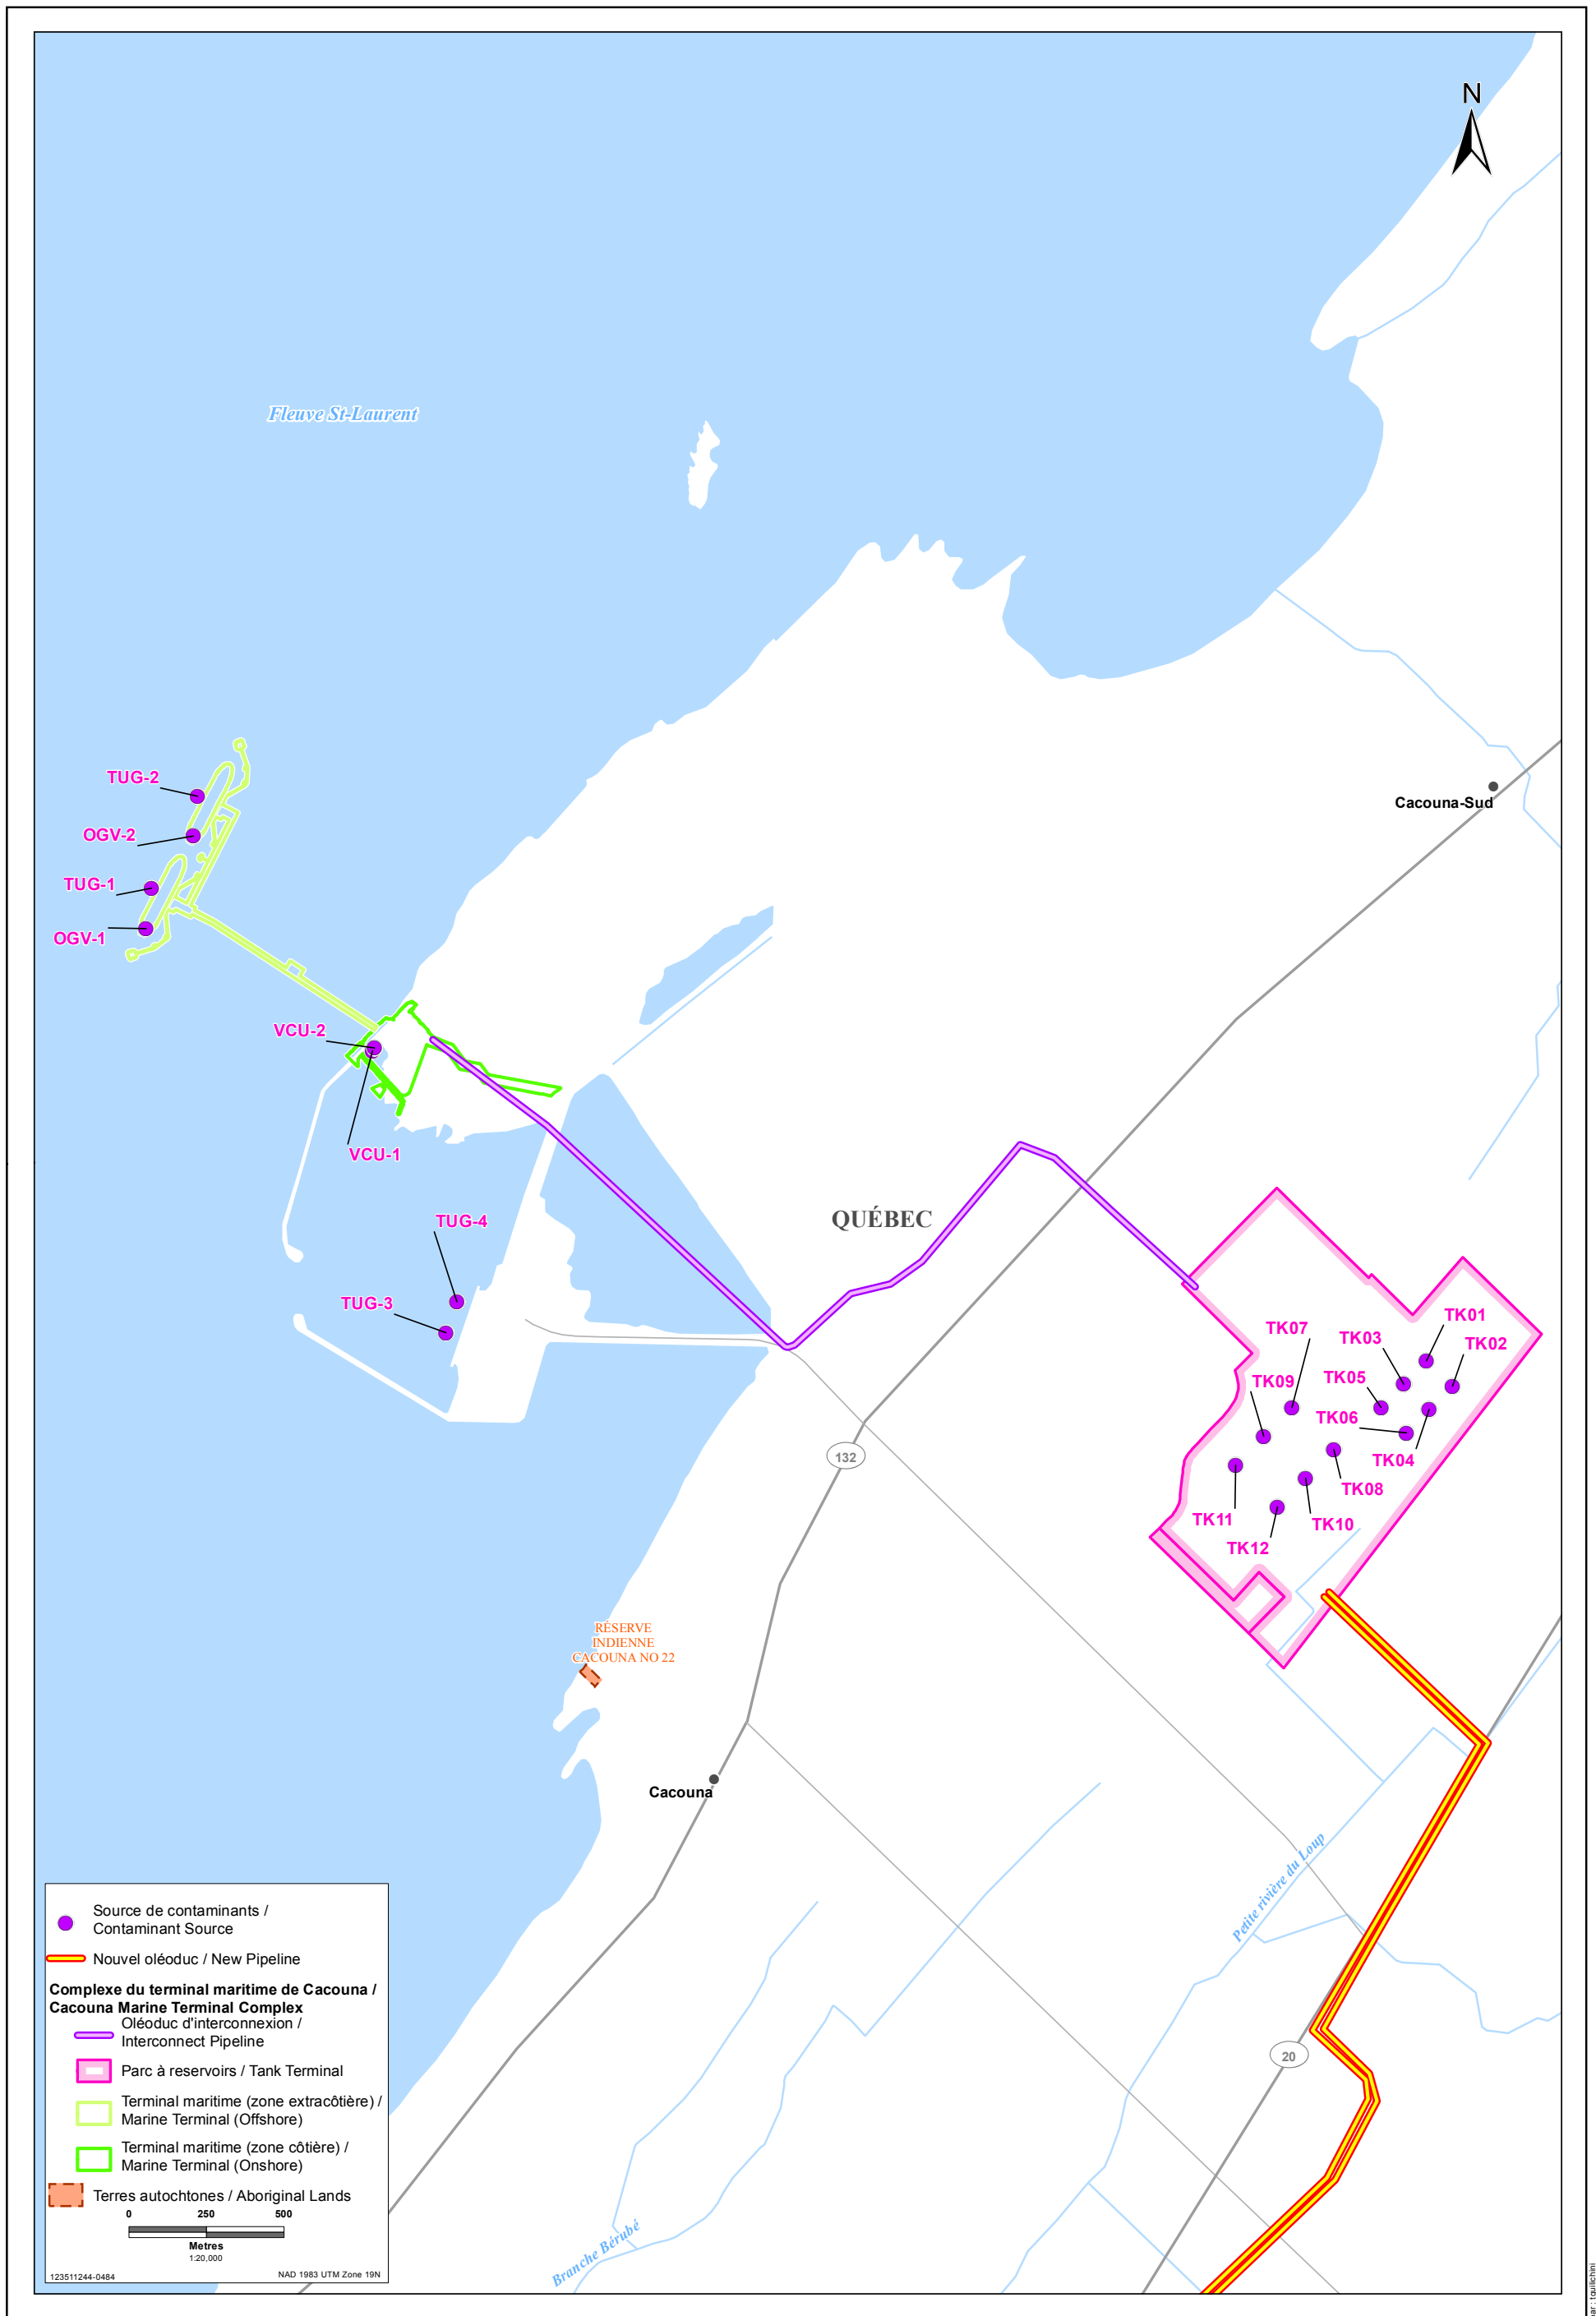 N
Fleuve St-Laurent
TUG-2
OGV-2
TUG-1
OGV-1
Cacouna-Sud
VCU-2
VCU-1
QUÉBEC
TUG-4
TUG-3
TK01
TK07
TK03
TK02
TK05
TK09
TK06
TK04
TK08
TK11
TK10
TK12
132
RÉSERVE
INDIENNE
CACOUNA NO 22
Cacouna
Petite rivière du Loup
20
Branche Bérubé
Source de contaminants /
Contaminant Source
Nouvel oléoduc / New Pipeline
Complexe du terminal maritime de Cacouna /
Cacouna Marine Terminal Complex
Oléoduc d'interconnexion /
Interconnect Pipeline
Parc à reservoirs / Tank Terminal
Terminal maritime (zone extracôtière) /
Marine Terminal (Offshore)
Terminal maritime (zone côtière) /
Marine Terminal (Onshore)
Terres autochtones / Aboriginal Lands
0 250 500
Metres
1:20,000
123511244-0484 NAD 1983 UTM Zone 19N